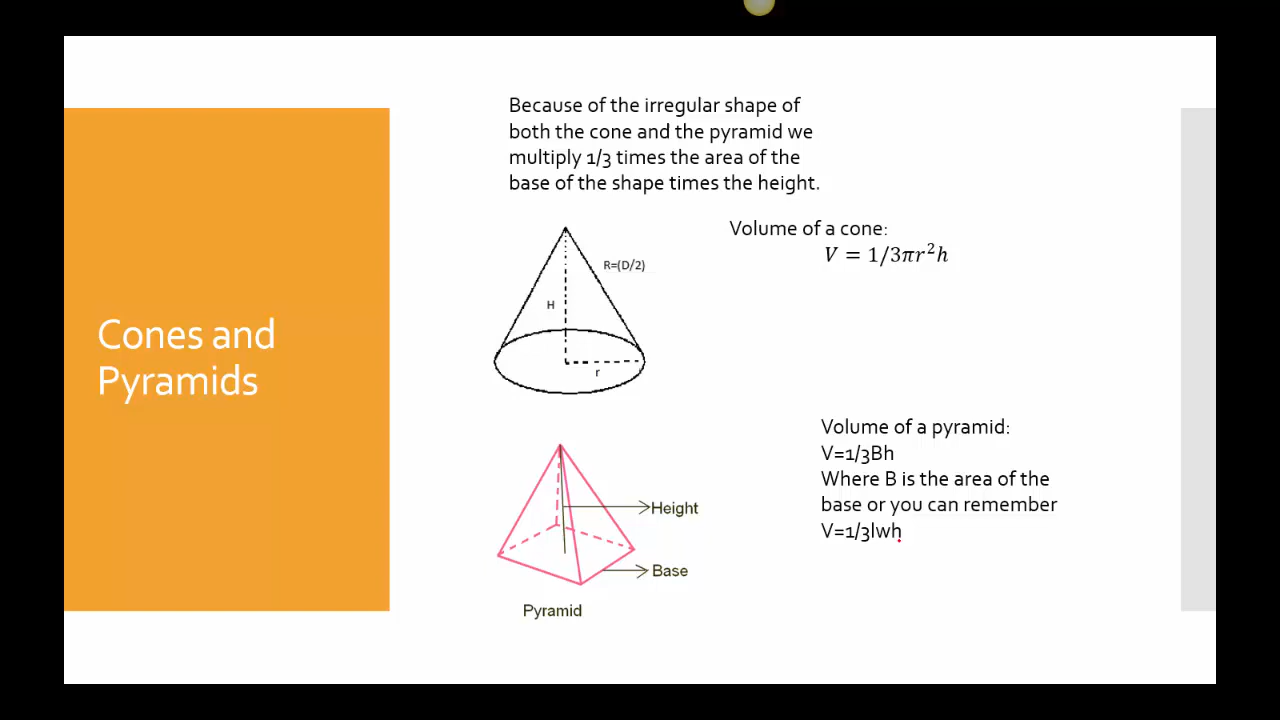 Cones and
Pyramids
Because of the irregular shape of
both the cone and the pyramid we
multiply 1/3 times the area of the
base of the shape times the height.
Volume of a cone:
V = 1/3πr²h
R=(D/2)
H
r
Volume of a pyramid:
V=1/3Bh
Where B is the area of the
base or you can remember
V=1/3lwh
Height
Base
Pyramid